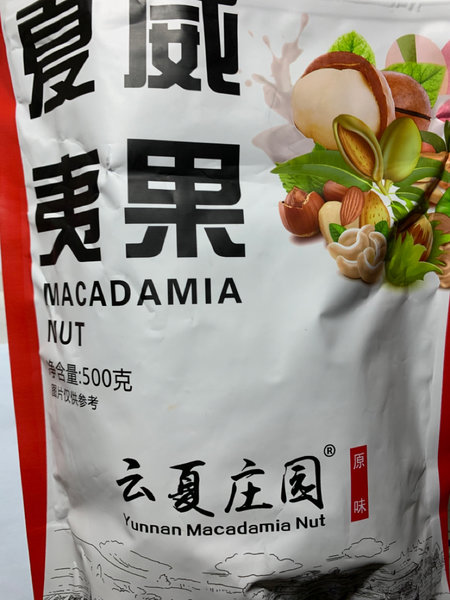 夏威
夷果
MACADAMIA
NUT
净含量:500克
图片仅供参考
云夏庄园®
原味
Yunnan Macadamia Nut